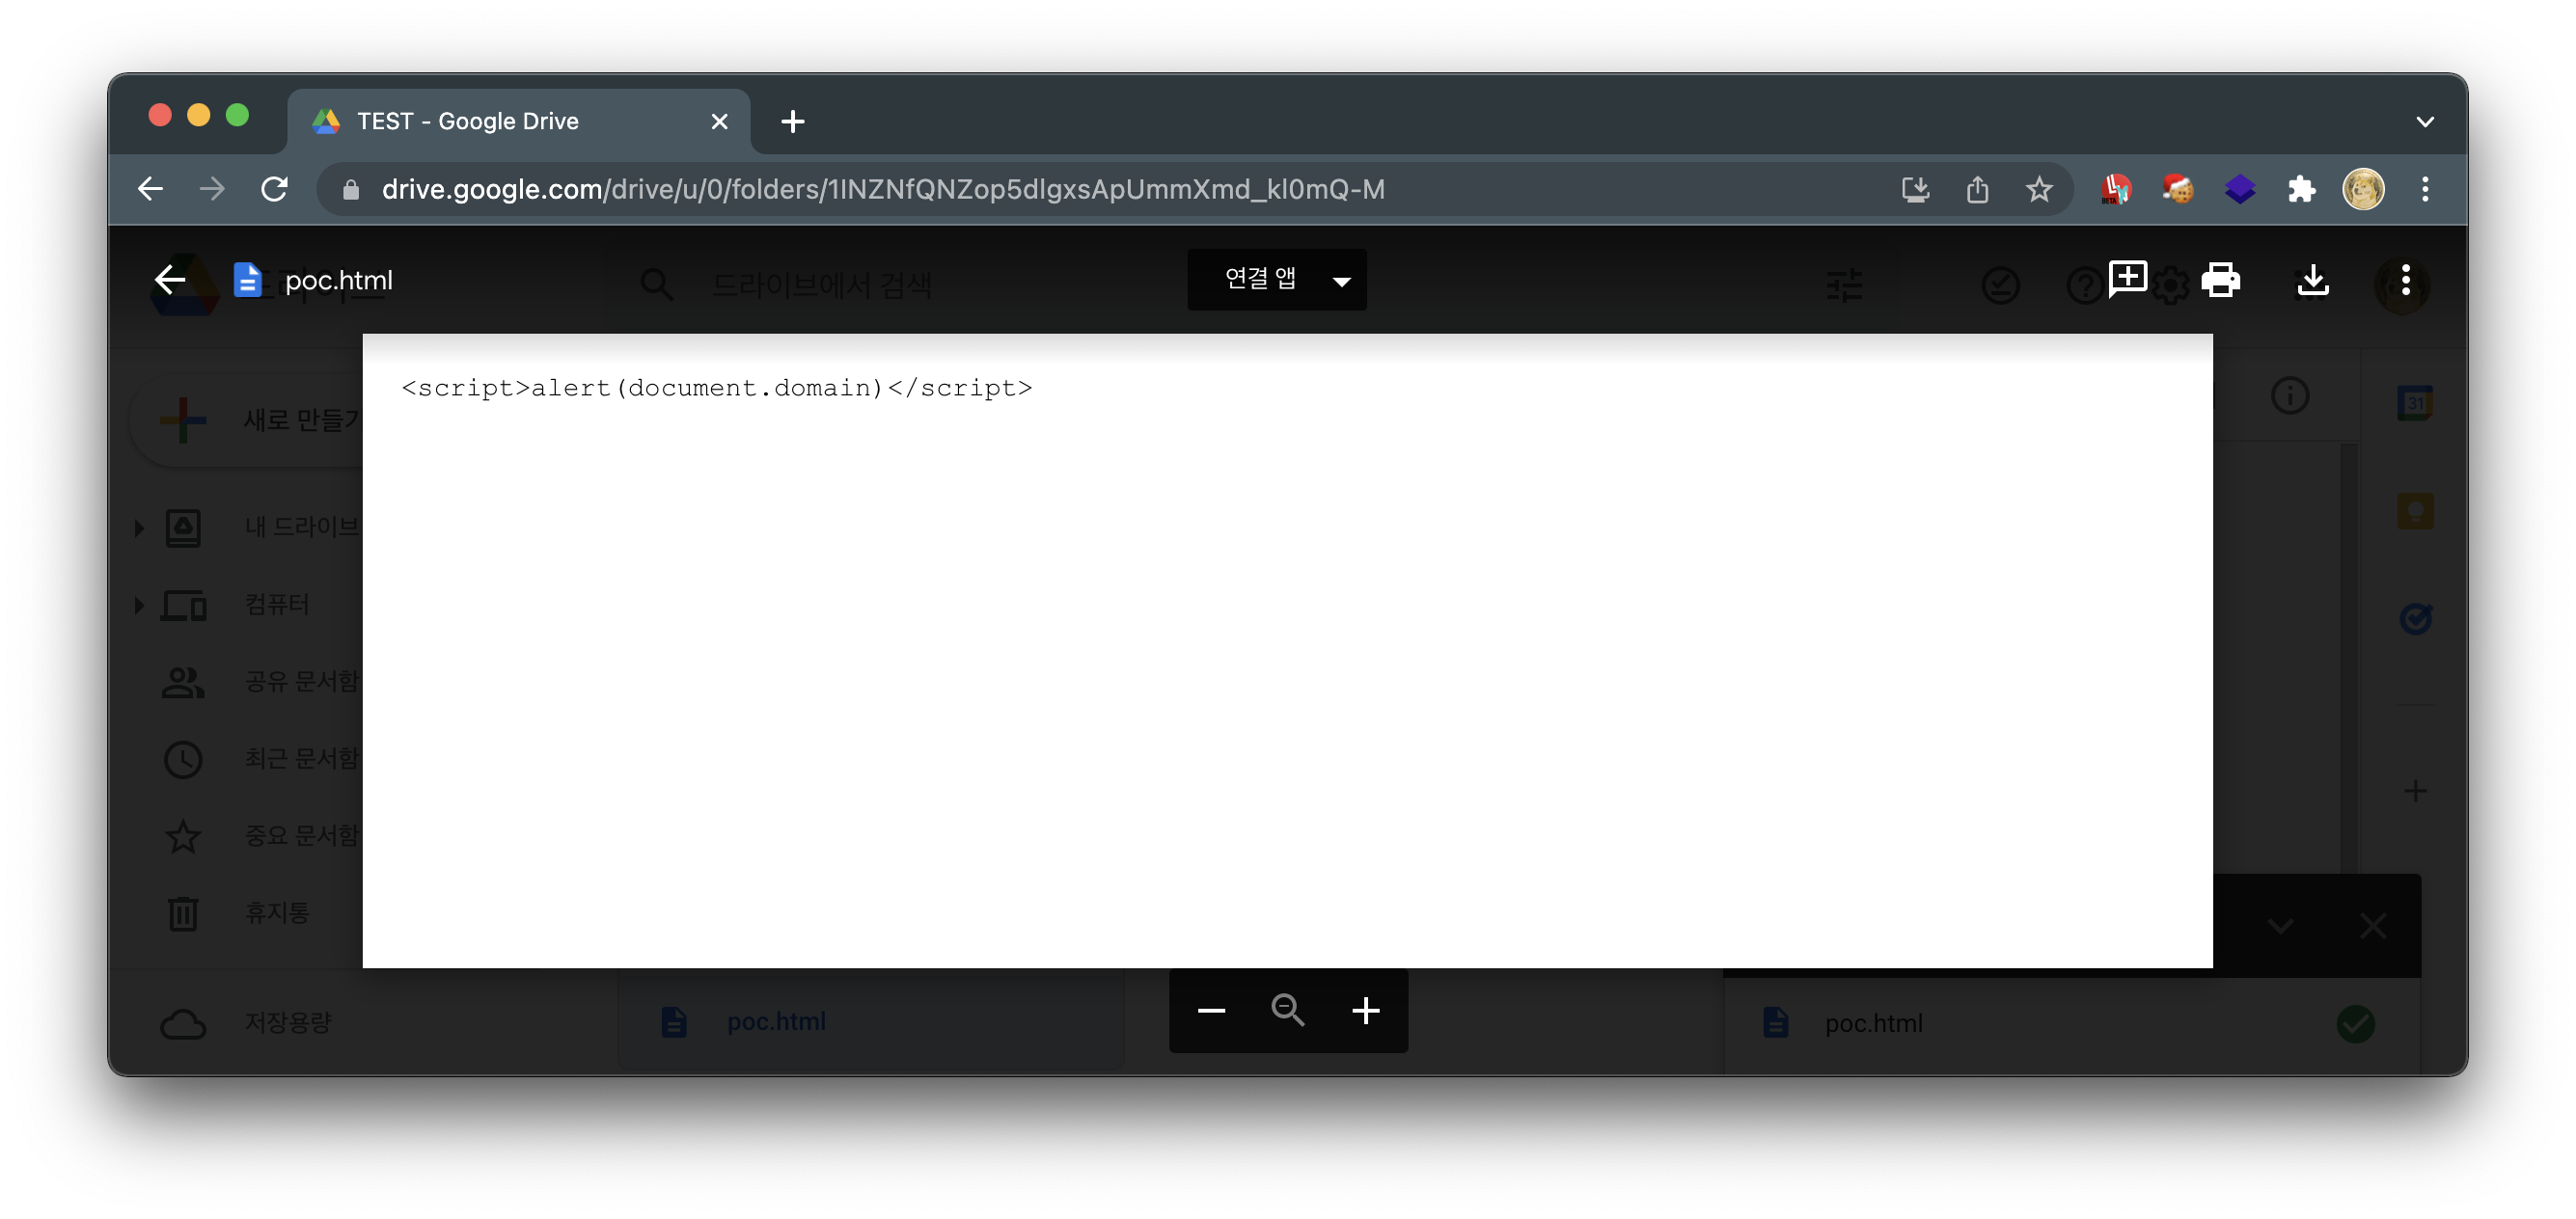 TEST - Google Drive
drive.google.com/drive/u/0/folders/1lNZNfQNZop5dlgxsApUmmXmd_kl0mQ-M
BETA
poc.html
드라이브에서 검색
연결 앱
<script>alert(document.domain)</script>
새로 만들기
31
내 드라이브
컴퓨터
공유 문서함
최근 문서함
중요 문서함
휴지통
저장용량
poc.html
poc.html